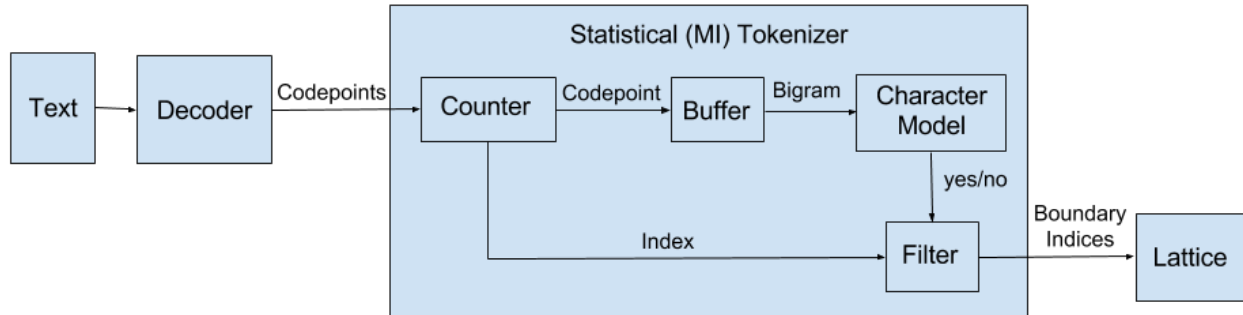 Statistical (MI) Tokenizer
Text
Decoder
Codepoints
Counter
Codepoint
Buffer
Bigram
Character
Model
yes/no
Index
Filter
Boundary
Indices
Lattice